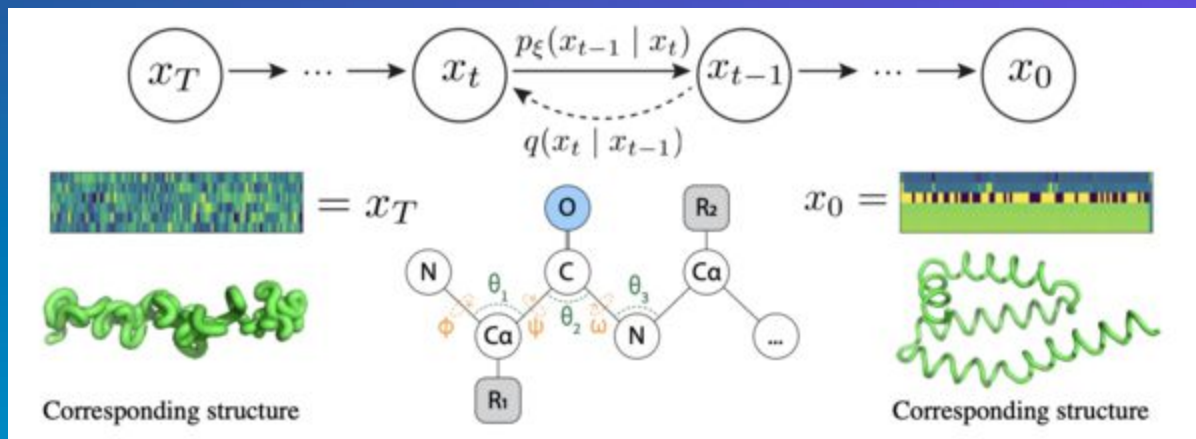 x_T → ... → x_t p_ξ(x_{t−1} | x_t) x_{t−1} → ... → x_0
q(x_t | x_{t−1})
= x_T
x_0 =
O R₂
N C Cα
θ₁ θ₂ θ₃
Φ ψ ω
Cα N ...
R₁
Corresponding structure
Corresponding structure